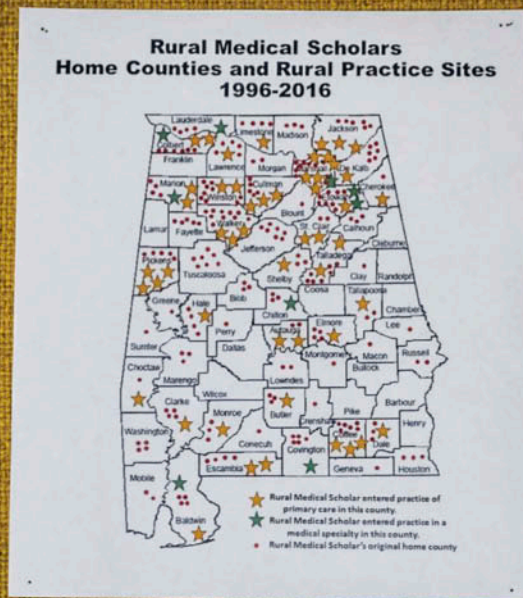 Rural Medical Scholars
Home Counties and Rural Practice Sites
1996-2016
Lauderdale
Limestone
Madison
Jackson
Colbert
Franklin
Lawrence
Morgan
De Kalb
Marion
Winston
Cullman
Cherokee
Blount
Lamar
Fayette
Walker
St. Clair
Calhoun
Jefferson
Cleburne
Talladega
Pickens
Tuscaloosa
Shelby
Clay
Randolph
Bibb
Coosa
Tallapoosa
Greene
Hale
Chilton
Chambers
Perry
Autauga
Elmore
Lee
Sumter
Dallas
Montgomery
Macon
Russell
Choctaw
Bullock
Marengo
Lowndes
Wilcox
Clarke
Monroe
Butler
Crenshaw
Pike
Barbour
Washington
Conecuh
Coffee
Dale
Henry
Covington
Escambia
Geneva
Houston
Mobile
Baldwin
Rural Medical Scholar entered practice of
primary care in this county.
Rural Medical Scholar entered practice in a
medical specialty in this county.
Rural Medical Scholar's original home county